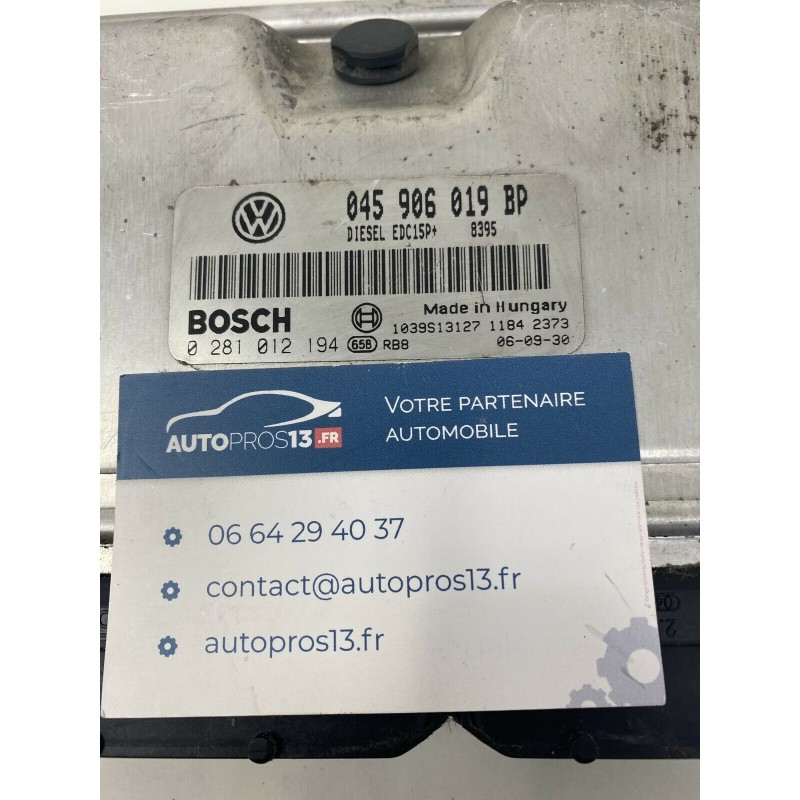 045 906 019 BP
DIESEL EDC15P+ 8395
BOSCH
Made in Hungary
1039S13127 1184 2373
0 281 012 194 65B RB8 06-09-30
AUTOPROS13.FR
VOTRE PARTENAIRE
AUTOMOBILE
06 64 29 40 37
contact@autopros13.fr
autopros13.fr